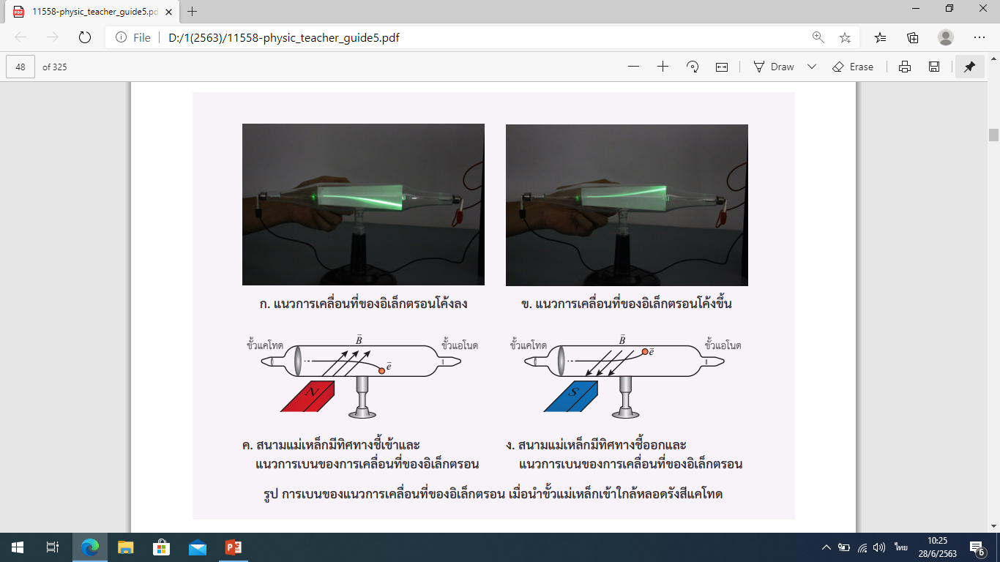 11558-physic_teacher_guide5.pd
File
D:/1(2563)/11558-physic_teacher_guide5.pdf
48 of 325
Draw
Erase
ก. แนวการเคลื่อนที่ของอิเล็กตรอนโค้งลง
ข. แนวการเคลื่อนที่ของอิเล็กตรอนโค้งขึ้น
ขั้วแคโทด
B
ขั้วแอโนด
e
N
ขั้วแคโทด
B
ขั้วแอโนด
e
S
ค. สนามแม่เหล็กมีทิศทางชี้เข้าและ
แนวการเบนของการเคลื่อนที่ของอิเล็กตรอน
ง. สนามแม่เหล็กมีทิศทางชี้ออกและ
แนวการเบนของการเคลื่อนที่ของอิเล็กตรอน
รูป การเบนของแนวการเคลื่อนที่ของอิเล็กตรอน เมื่อนำขั้วแม่เหล็กเข้าใกล้หลอดรังสีแคโทด
ไทย
10:25
28/6/2563
6